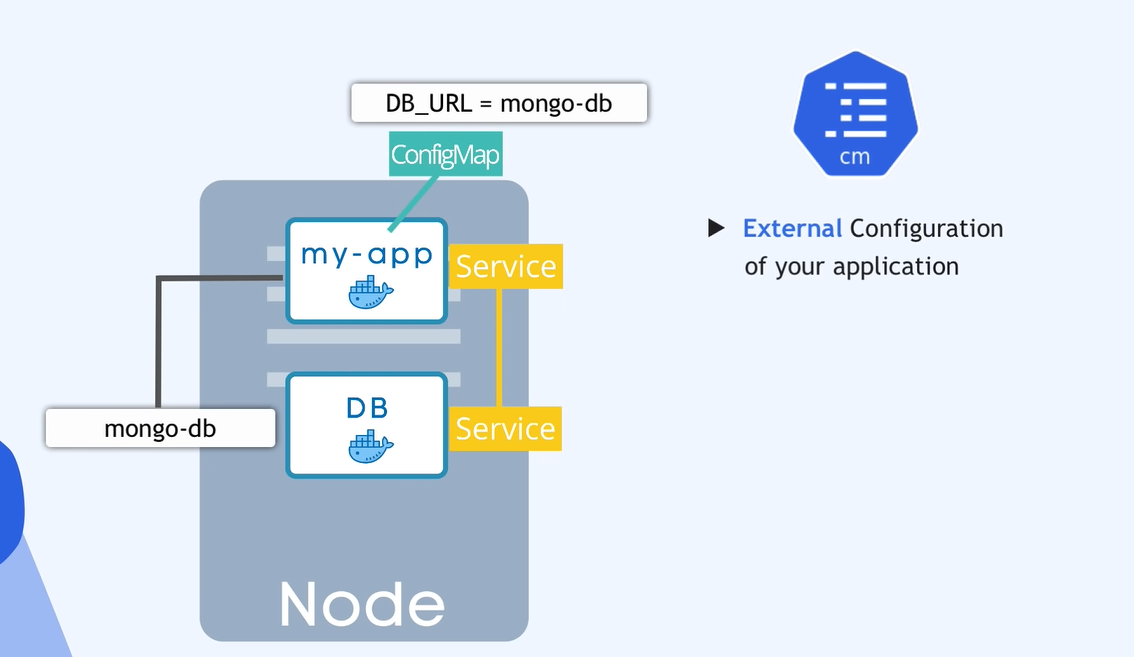 DB_URL = mongo-db
ConfigMap
my-app
Service
DB
Service
mongo-db
Node
cm
External Configuration
of your application